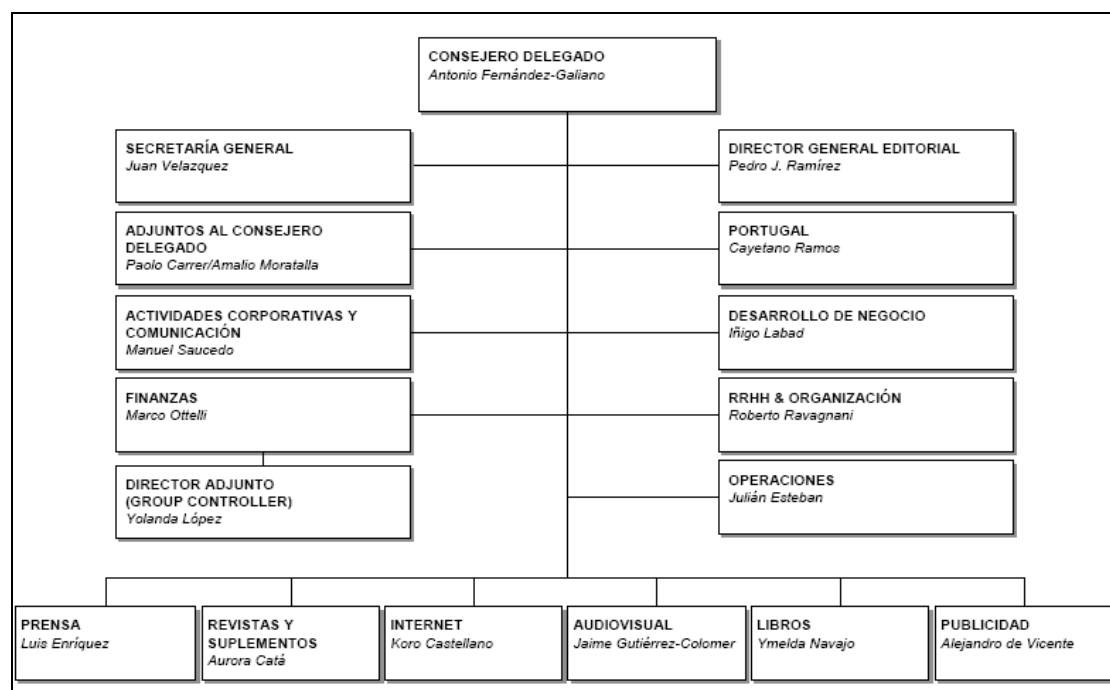 CONSEJERO DELEGADO
Antonio Fernández-Galiano
SECRETARÍA GENERAL
Juan Velazquez
DIRECTOR GENERAL EDITORIAL
Pedro J. Ramírez
ADJUNTOS AL CONSEJERO
DELEGADO
Paolo Carrer/Amalio Moratalla
PORTUGAL
Cayetano Ramos
ACTIVIDADES CORPORATIVAS Y
COMUNICACIÓN
Manuel Saucedo
DESARROLLO DE NEGOCIO
Iñigo Labad
FINANZAS
Marco Ottelli
RRHH & ORGANIZACIÓN
Roberto Ravagnani
DIRECTOR ADJUNTO
(GROUP CONTROLLER)
Yolanda López
OPERACIONES
Julián Esteban
PRENSA
Luis Enríquez
REVISTAS Y
SUPLEMENTOS
Aurora Catá
INTERNET
Koro Castellano
AUDIOVISUAL
Jaime Gutiérrez-Colomer
LIBROS
Ymelda Navajo
PUBLICIDAD
Alejandro de Vicente